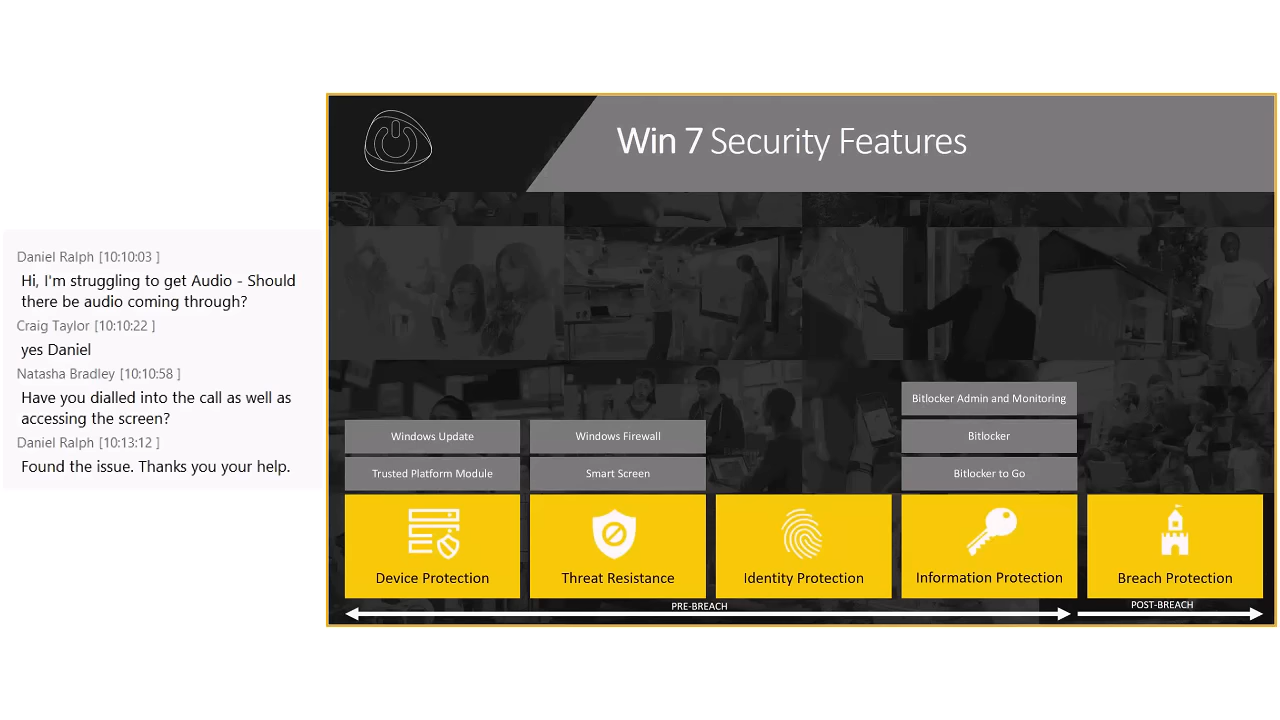 Daniel Ralph [10:10:03 ]
Hi, I'm struggling to get Audio - Should
there be audio coming through?
Craig Taylor [10:10:22 ]
yes Daniel
Natasha Bradley [10:10:58 ]
Have you dialled into the call as well as
accessing the screen?
Daniel Ralph [10:13:12 ]
Found the issue. Thanks you your help.
Win 7 Security Features
Bitlocker Admin and Monitoring
Windows Update
Windows Firewall
Bitlocker
Trusted Platform Module
Smart Screen
Bitlocker to Go
Device Protection
Threat Resistance
Identity Protection
Information Protection
Breach Protection
PRE-BREACH
POST-BREACH